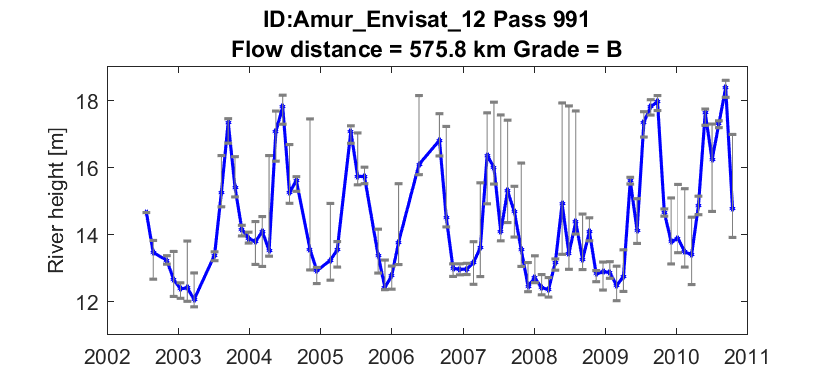 ID:Amur_Envisat_12 Pass 991
Flow distance = 575.8 km Grade = B
River height [m]
18
16
14
12
2002 2003 2004 2005 2006 2007 2008 2009 2010 2011